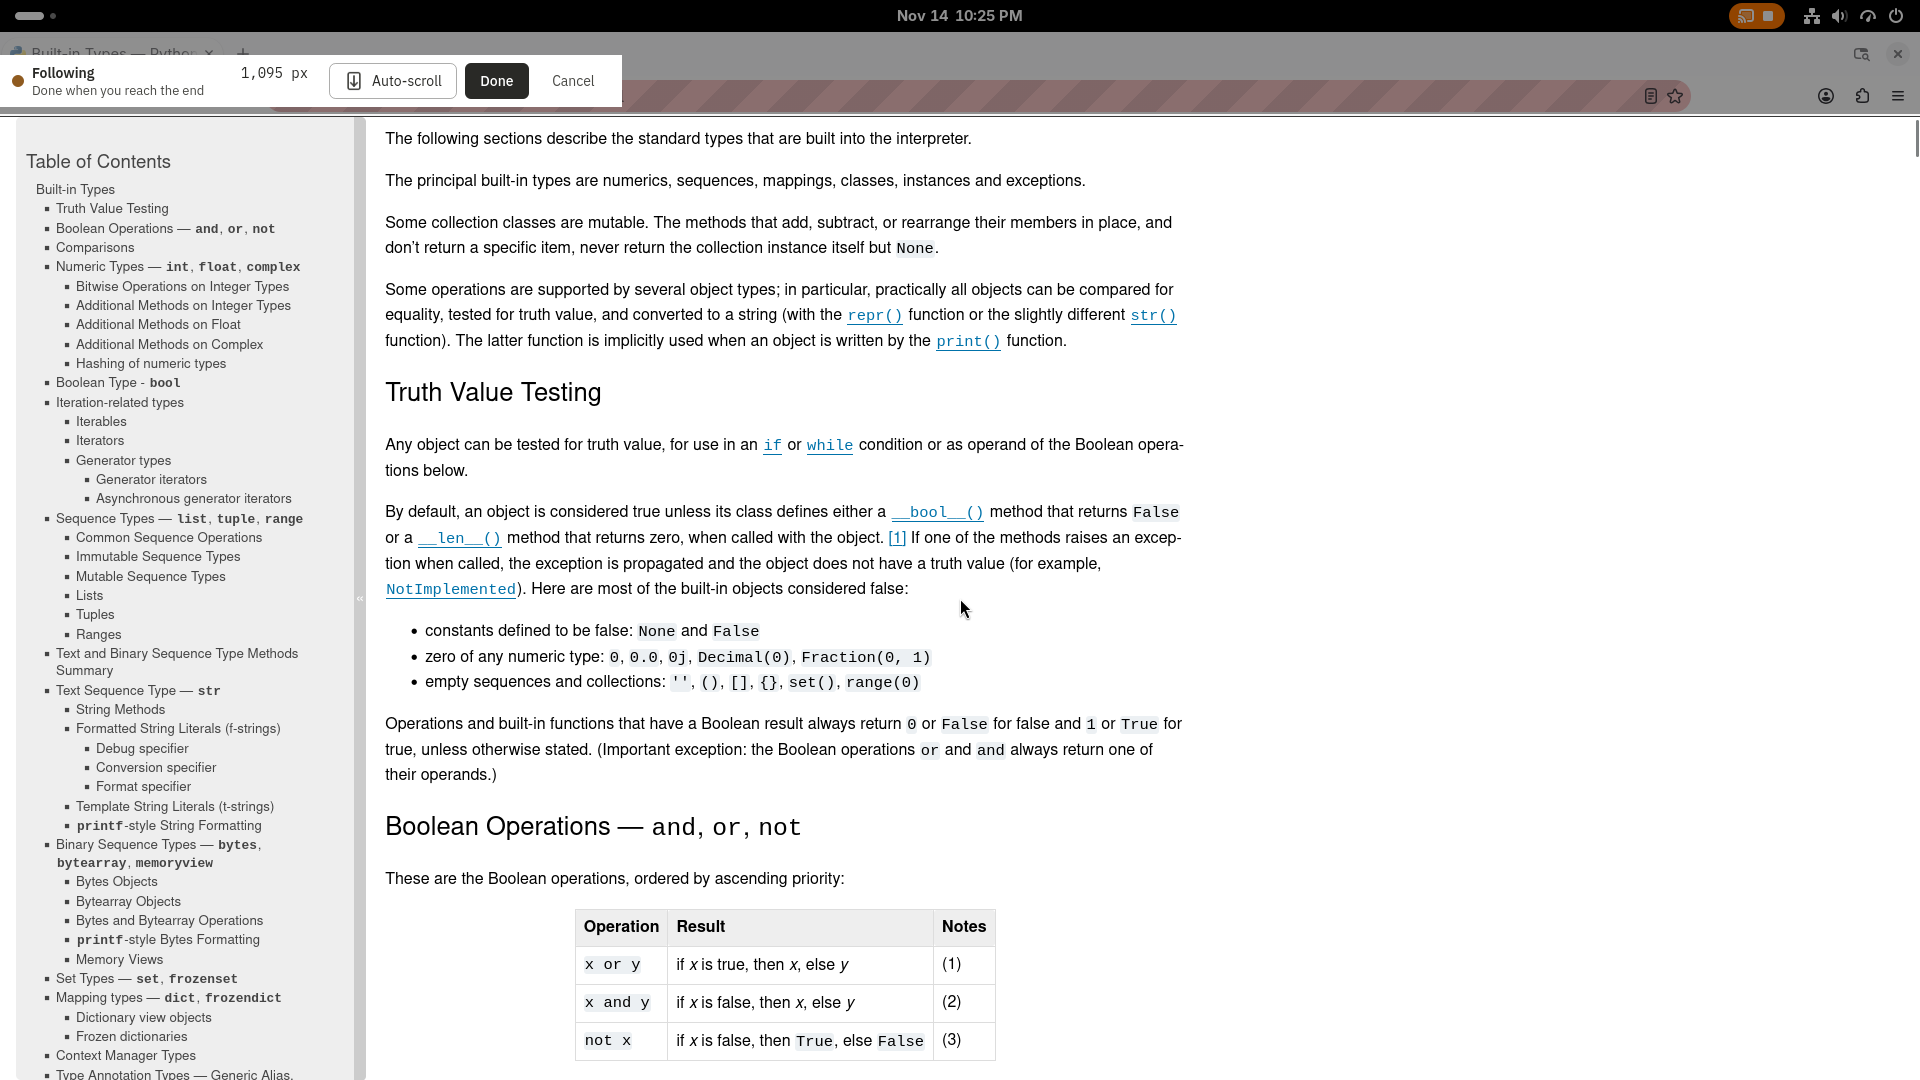 Nov 14 10:25 PM
Built-in Types — Python
Following
Done when you reach the end
1,095 px
Auto-scroll
Done
Cancel
Table of Contents
Built-in Types
Truth Value Testing
Boolean Operations — and, or, not
Comparisons
Numeric Types — int, float, complex
Bitwise Operations on Integer Types
Additional Methods on Integer Types
Additional Methods on Float
Additional Methods on Complex
Hashing of numeric types
Boolean Type - bool
Iteration-related types
Iterables
Iterators
Generator types
Generator iterators
Asynchronous generator iterators
Sequence Types — list, tuple, range
Common Sequence Operations
Immutable Sequence Types
Mutable Sequence Types
Lists
Tuples
Ranges
Text and Binary Sequence Type Methods
Summary
Text Sequence Type — str
String Methods
Formatted String Literals (f-strings)
Debug specifier
Conversion specifier
Format specifier
Template String Literals (t-strings)
printf-style String Formatting
Binary Sequence Types — bytes,
bytearray, memoryview
Bytes Objects
Bytearray Objects
Bytes and Bytearray Operations
printf-style Bytes Formatting
Memory Views
Set Types — set, frozenset
Mapping types — dict, frozendict
Dictionary view objects
Frozen dictionaries
Context Manager Types
Type Annotation Types — Generic Alias,
«
The following sections describe the standard types that are built into the interpreter.
The principal built-in types are numerics, sequences, mappings, classes, instances and exceptions.
Some collection classes are mutable. The methods that add, subtract, or rearrange their members in place, and
don’t return a specific item, never return the collection instance itself but None.
Some operations are supported by several object types; in particular, practically all objects can be compared for
equality, tested for truth value, and converted to a string (with the repr() function or the slightly different str()
function). The latter function is implicitly used when an object is written by the print() function.
Truth Value Testing
Any object can be tested for truth value, for use in an if or while condition or as operand of the Boolean opera-
tions below.
By default, an object is considered true unless its class defines either a __bool__() method that returns False
or a __len__() method that returns zero, when called with the object. [1] If one of the methods raises an excep-
tion when called, the exception is propagated and the object does not have a truth value (for example,
NotImplemented). Here are most of the built-in objects considered false:
• constants defined to be false: None and False
• zero of any numeric type: 0, 0.0, 0j, Decimal(0), Fraction(0, 1)
• empty sequences and collections: '', (), [], {}, set(), range(0)
Operations and built-in functions that have a Boolean result always return 0 or False for false and 1 or True for
true, unless otherwise stated. (Important exception: the Boolean operations or and and always return one of
their operands.)
Boolean Operations — and, or, not
These are the Boolean operations, ordered by ascending priority:
Operation Result Notes
x or y if x is true, then x, else y (1)
x and y if x is false, then x, else y (2)
not x if x is false, then True, else False (3)